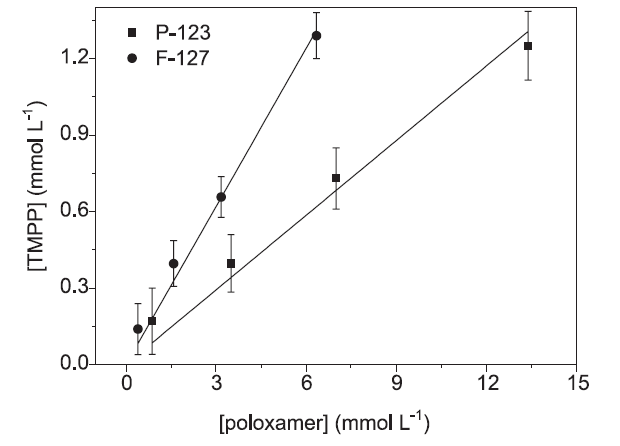 P-123
F-127
1.2
0.9
0.6
0.3
0.0
[TMPP] (mmol L⁻¹)
0 3 6 9 12 15
[poloxamer] (mmol L⁻¹)